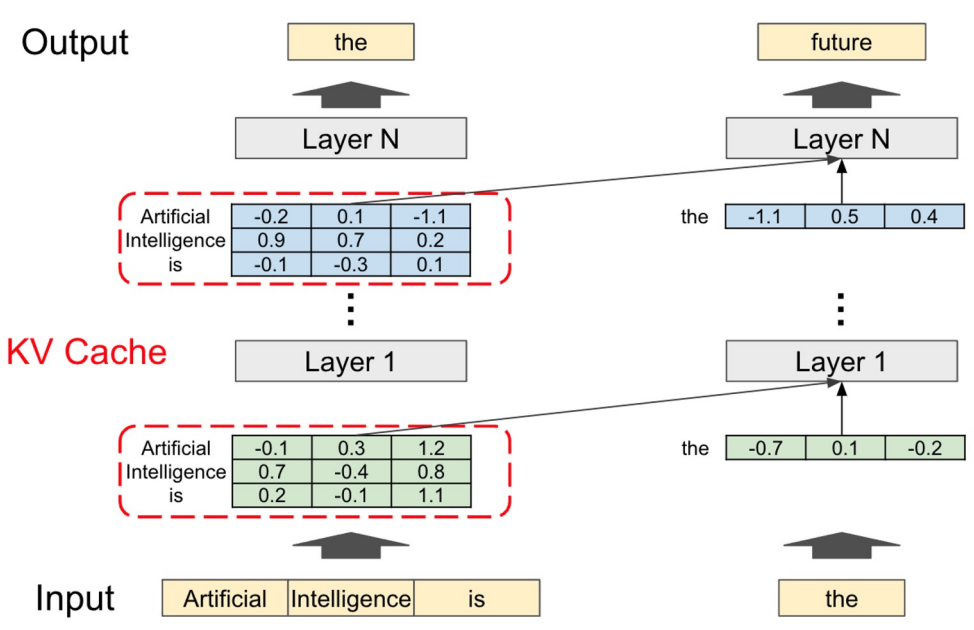 Output
the
future
Layer N
Layer N
Artificial -0.2 0.1 -1.1
Intelligence 0.9 0.7 0.2
is -0.1 -0.3 0.1
the -1.1 0.5 0.4
KV Cache
Layer 1
Layer 1
Artificial -0.1 0.3 1.2
Intelligence 0.7 -0.4 0.8
is 0.2 -0.1 1.1
the -0.7 0.1 -0.2
Input
Artificial Intelligence is
the